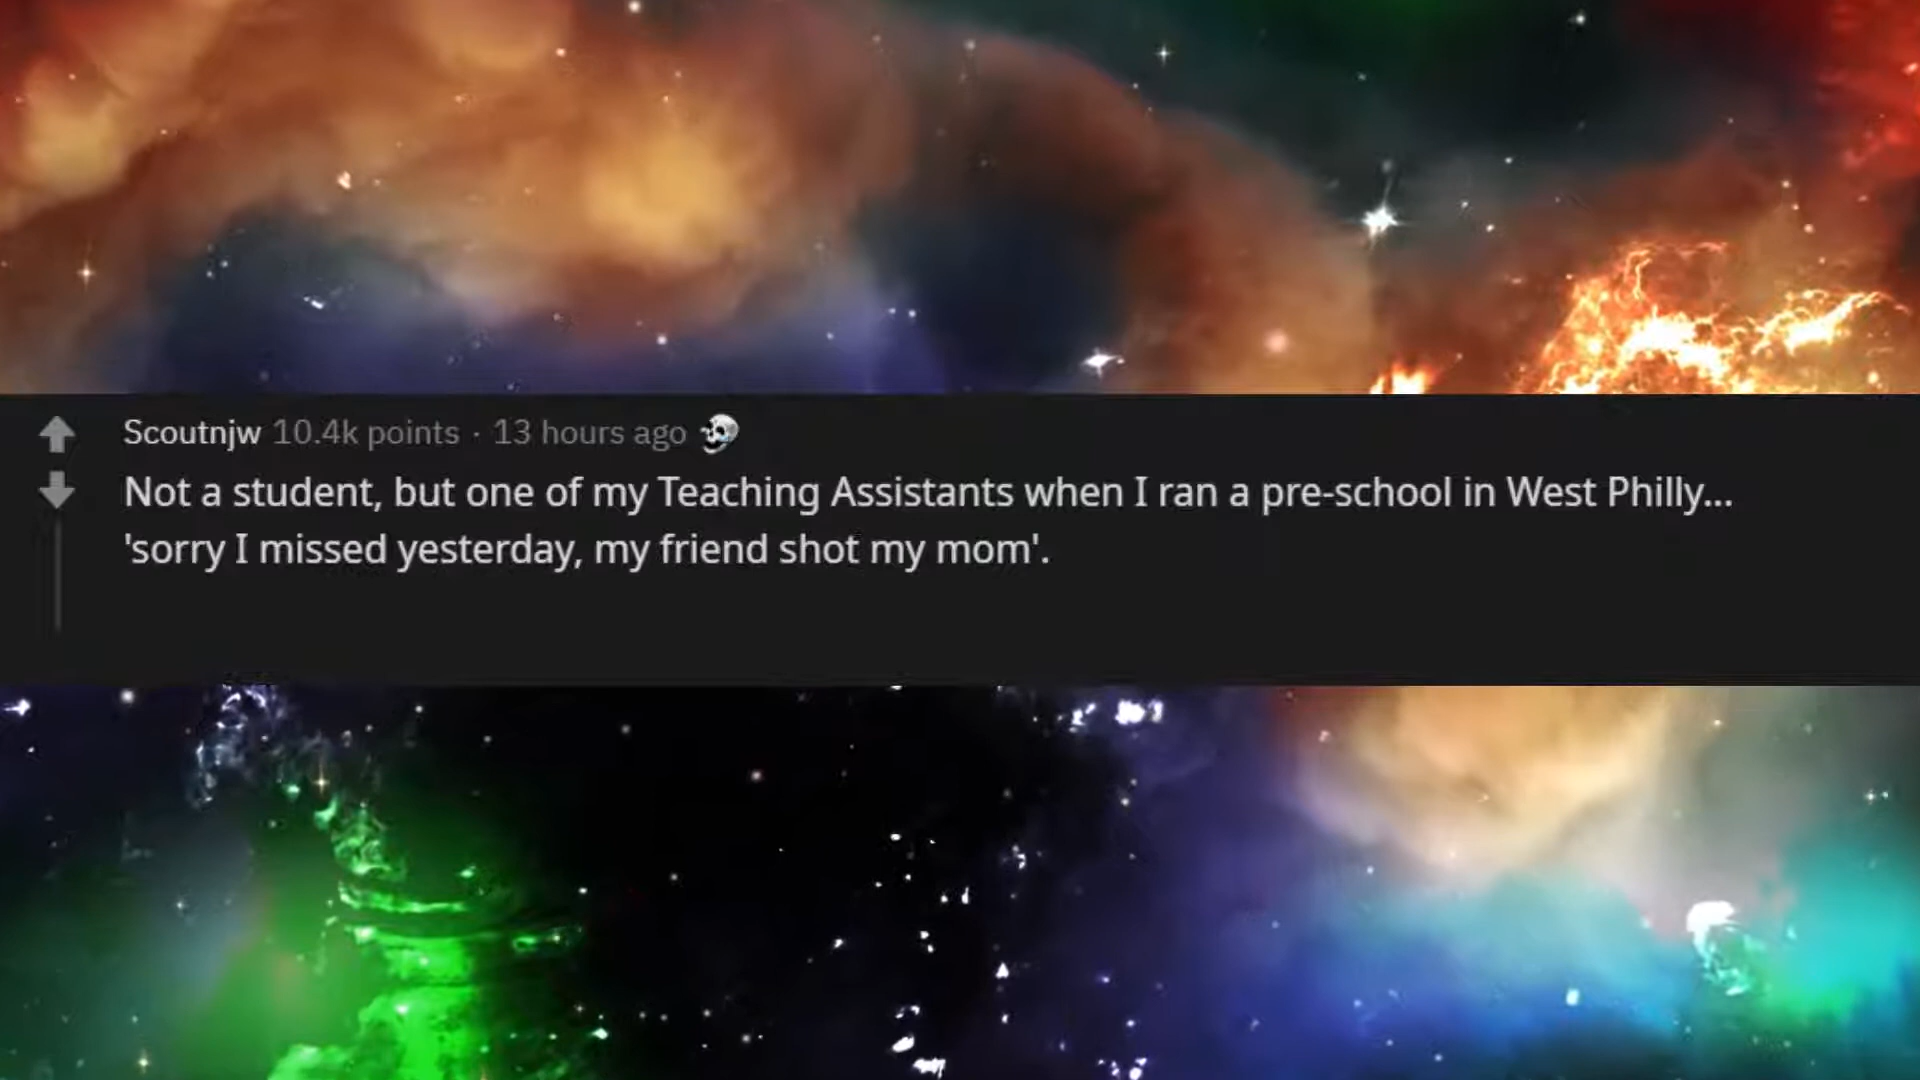 Scoutnjw 10.4k points · 13 hours ago
Not a student, but one of my Teaching Assistants when I ran a pre-school in West Philly...
'sorry I missed yesterday, my friend shot my mom'.